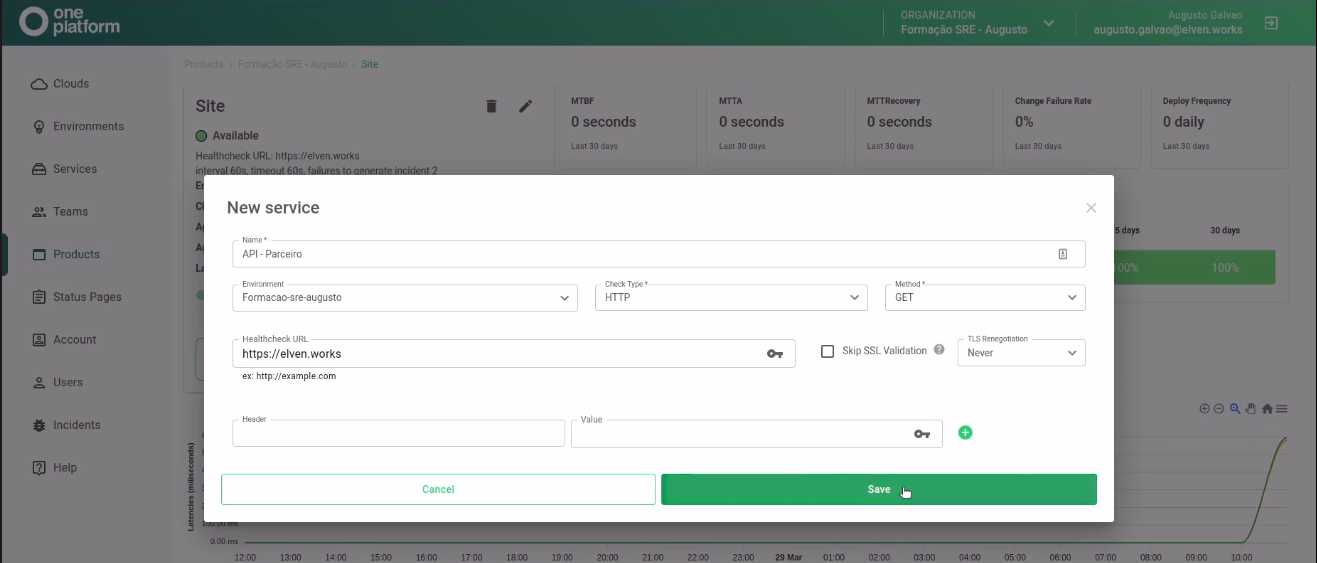 one
platform
ORGANIZATION
Formação SRE - Augusto
Augusto Galvao
augusto.galvao@elven.works
Clouds
Environments
Services
Teams
Products
Status Pages
Account
Users
Incidents
Help
Products
Formação SRE - Augusto
Site
Site
Available
Healthcheck URL: https://elven.works
interval 60s, timeout 60s, failures to generate incident 2
MTBF
0 seconds
Last 30 days
MTTA
0 seconds
Last 30 days
MTTRecovery
0 seconds
Last 30 days
Change Failure Rate
0%
Last 30 days
Deploy Frequency
0 daily
Last 30 days
5 days
30 days
100%
100%
New service
Name *
API - Parceiro
Environment
Formacao-sre-augusto
Check Type *
HTTP
Method *
GET
Healthcheck URL
https://elven.works
ex: http://example.com
Skip SSL Validation
TLS Renegotiation
Never
Header
Value
Cancel
Save
Latencies (miliseconds)
100.00 ms
0.00 ms
12:00 13:00 14:00 15:00 16:00 17:00 18:00 19:00 20:00 21:00 22:00 23:00 29 Mar 01:00 02:00 03:00 04:00 05:00 06:00 07:00 08:00 09:00 10:00